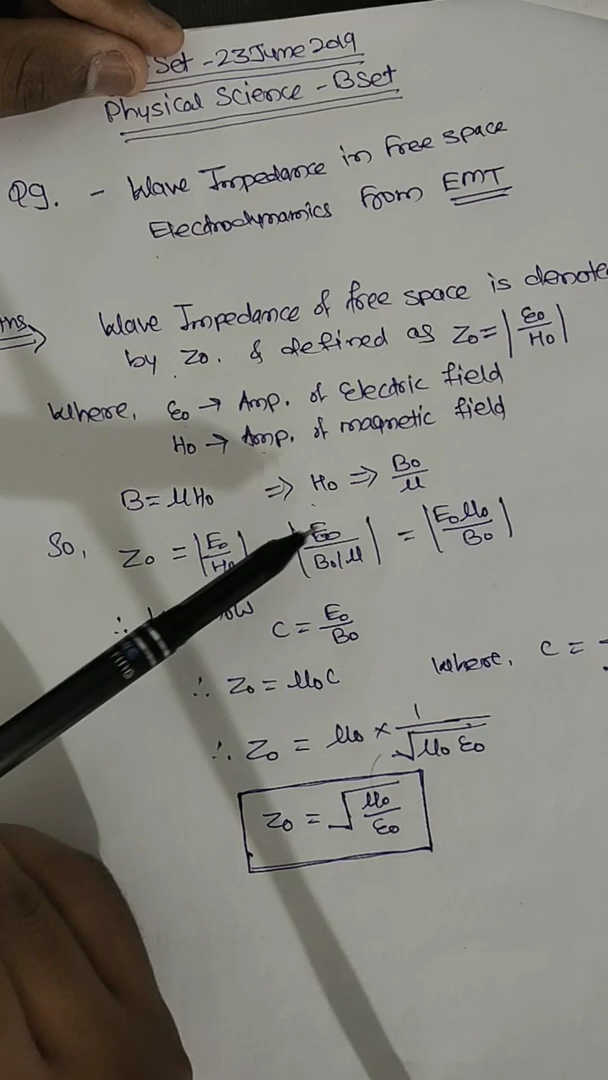 Set - 23 June 2019
Physical Science - B Set
Q9. - Wave Impedance in free space
Electrodynamics from EMT
Ans Wave Impedance of free space is denoted
by Z0. & defined as Z0 = |ε0/H0|
Where, ε0 → Amp. of Electric field
H0 → Amp. of magnetic field
B = μH0 ⇒ H0 ⇒ B0/μ
So, Z0 = |E0/H0| |E0/B0/μ| = |E0μ0/B0|
∴ C = E0/B0
∴ Z0 = μ0C Where, C =
∴ Z0 = μ0 × 1/√μ0ε0
Z0 = √μ0/ε0